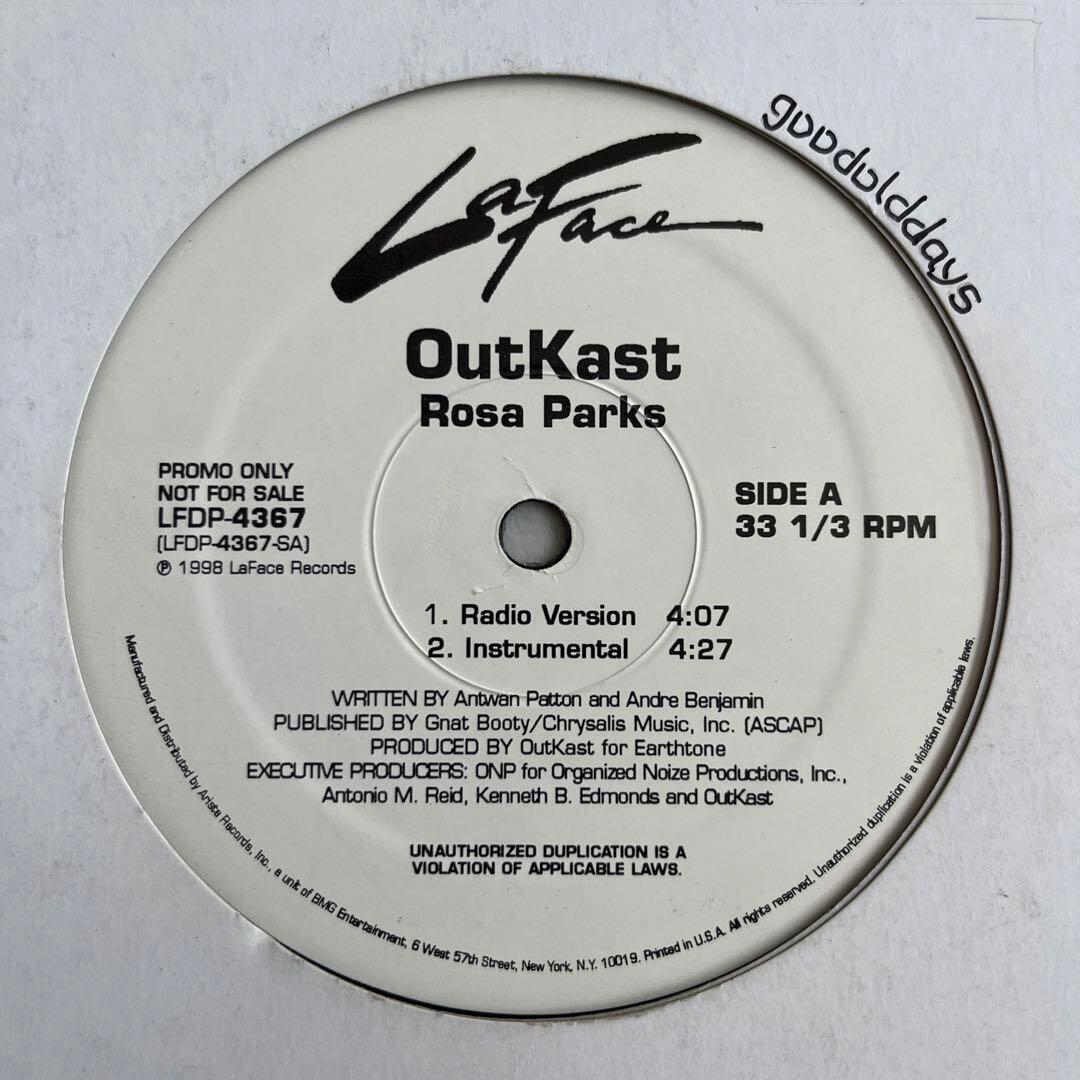 goodolddays
LaFace
OutKast
Rosa Parks
PROMO ONLY
NOT FOR SALE
LFDP-4367
(LFDP-4367-SA)
℗ 1998 LaFace Records
SIDE A
33 1/3 RPM
1. Radio Version 4:07
2. Instrumental 4:27
WRITTEN BY Antwan Patton and Andre Benjamin
PUBLISHED BY Gnat Booty/Chrysalis Music, Inc. (ASCAP)
PRODUCED BY OutKast for Earthtone
EXECUTIVE PRODUCERS: ONP for Organized Noize Productions, Inc.,
Antonio M. Reid, Kenneth B. Edmonds and OutKast
UNAUTHORIZED DUPLICATION IS A
VIOLATION OF APPLICABLE LAWS.
Manufactured and Distributed by Arista Records, Inc., a unit of BMG Entertainment, 6 West 57th Street, New York, N.Y. 10019. Printed in U.S.A. All rights reserved. Unauthorized duplication is a violation of applicable laws.